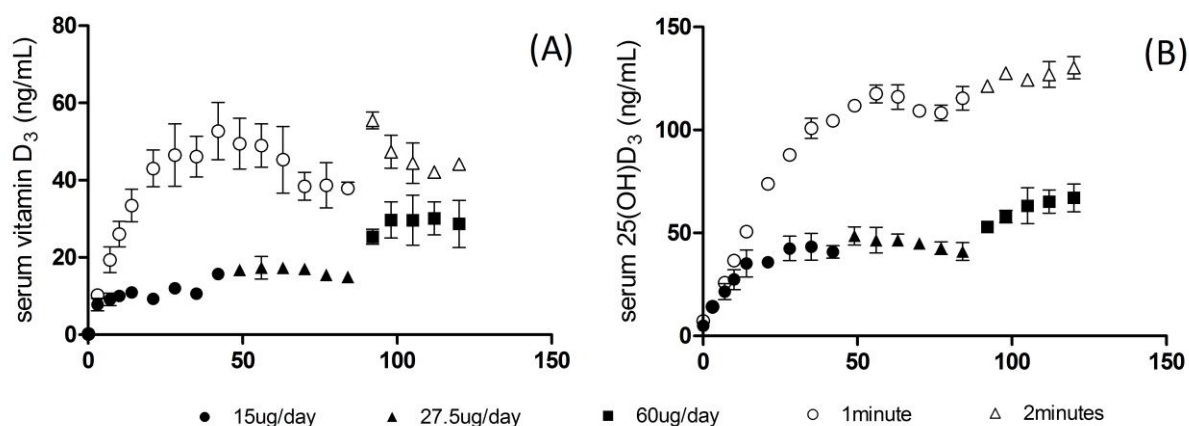 (A)
serum vitamin D₃ (ng/mL)
80
60
40
20
0
0 50 100 150
(B)
serum 25(OH)D₃ (ng/mL)
150
100
50
0
0 50 100 150
15ug/day 27.5ug/day 60ug/day 1minute 2minutes